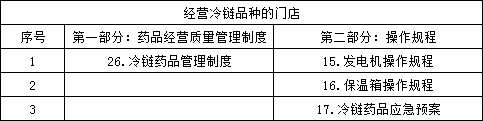 经营冷链品种的门店
序号 第一部分：药品经营质量管理制度 第二部分：操作规程
1 26.冷链药品管理制度 15.发电机操作规程
2 16.保温箱操作规程
3 17.冷链药品应急预案